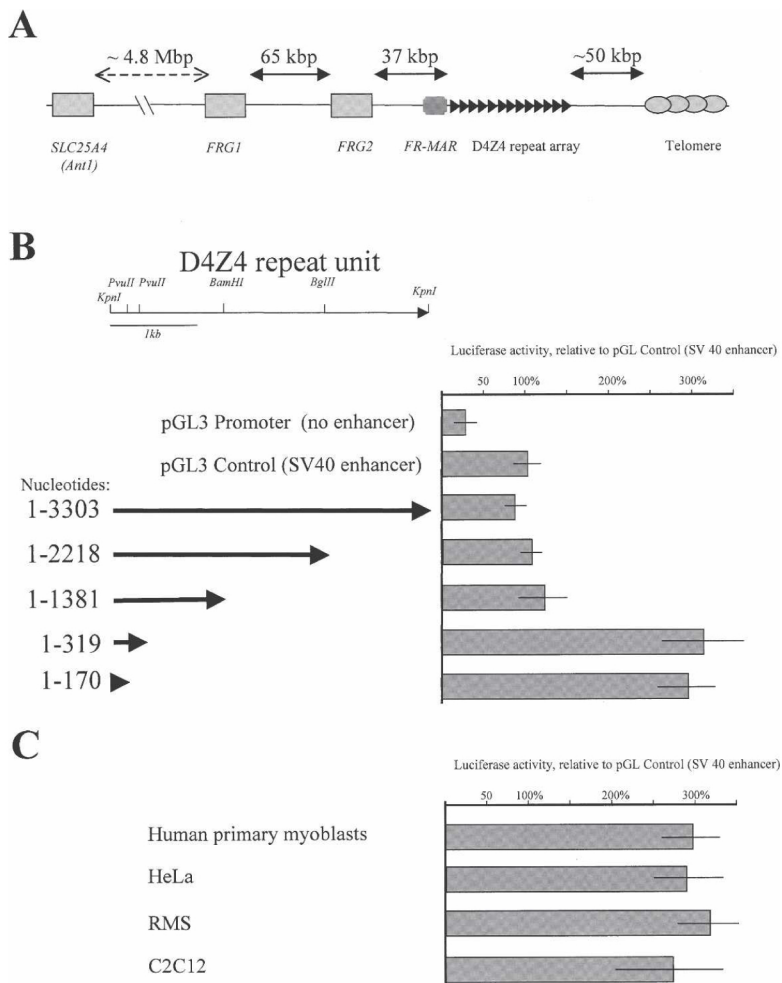 A
~ 4.8 Mbp 65 kbp 37 kbp ~50 kbp
SLC25A4 (Ant1) FRG1 FRG2 FR-MAR D4Z4 repeat array Telomere
B
D4Z4 repeat unit
KpnI PvuII PvuII BamHI BglII KpnI
1kb
Luciferase activity, relative to pGL Control (SV 40 enhancer)
50 100% 200% 300%
pGL3 Promoter (no enhancer)
pGL3 Control (SV40 enhancer)
Nucleotides:
1-3303
1-2218
1-1381
1-319
1-170
C
Luciferase activity, relative to pGL Control (SV 40 enhancer)
50 100% 200% 300%
Human primary myoblasts
HeLa
RMS
C2C12